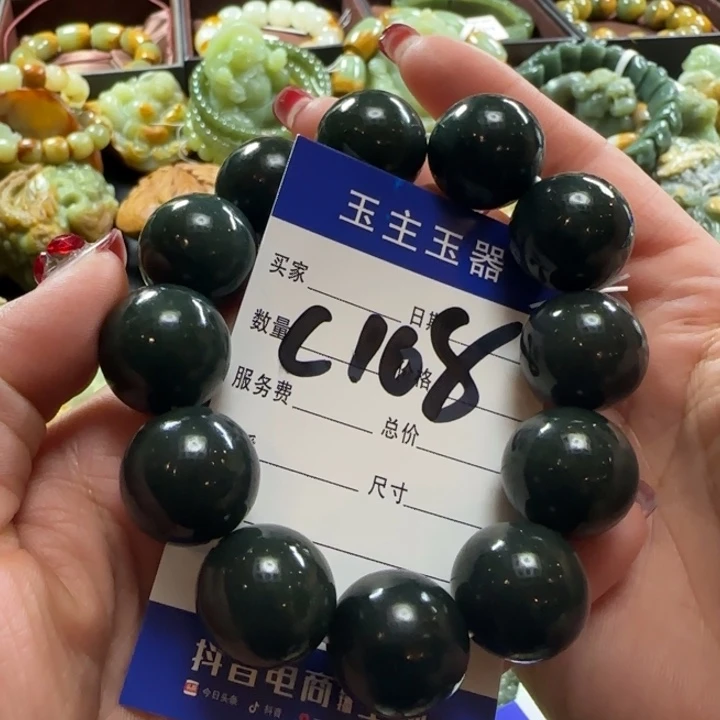 玉主玉器
买家 日期
数量 价格
C108
服务费 总价
尺寸
抖音电商
今日头条 抖音